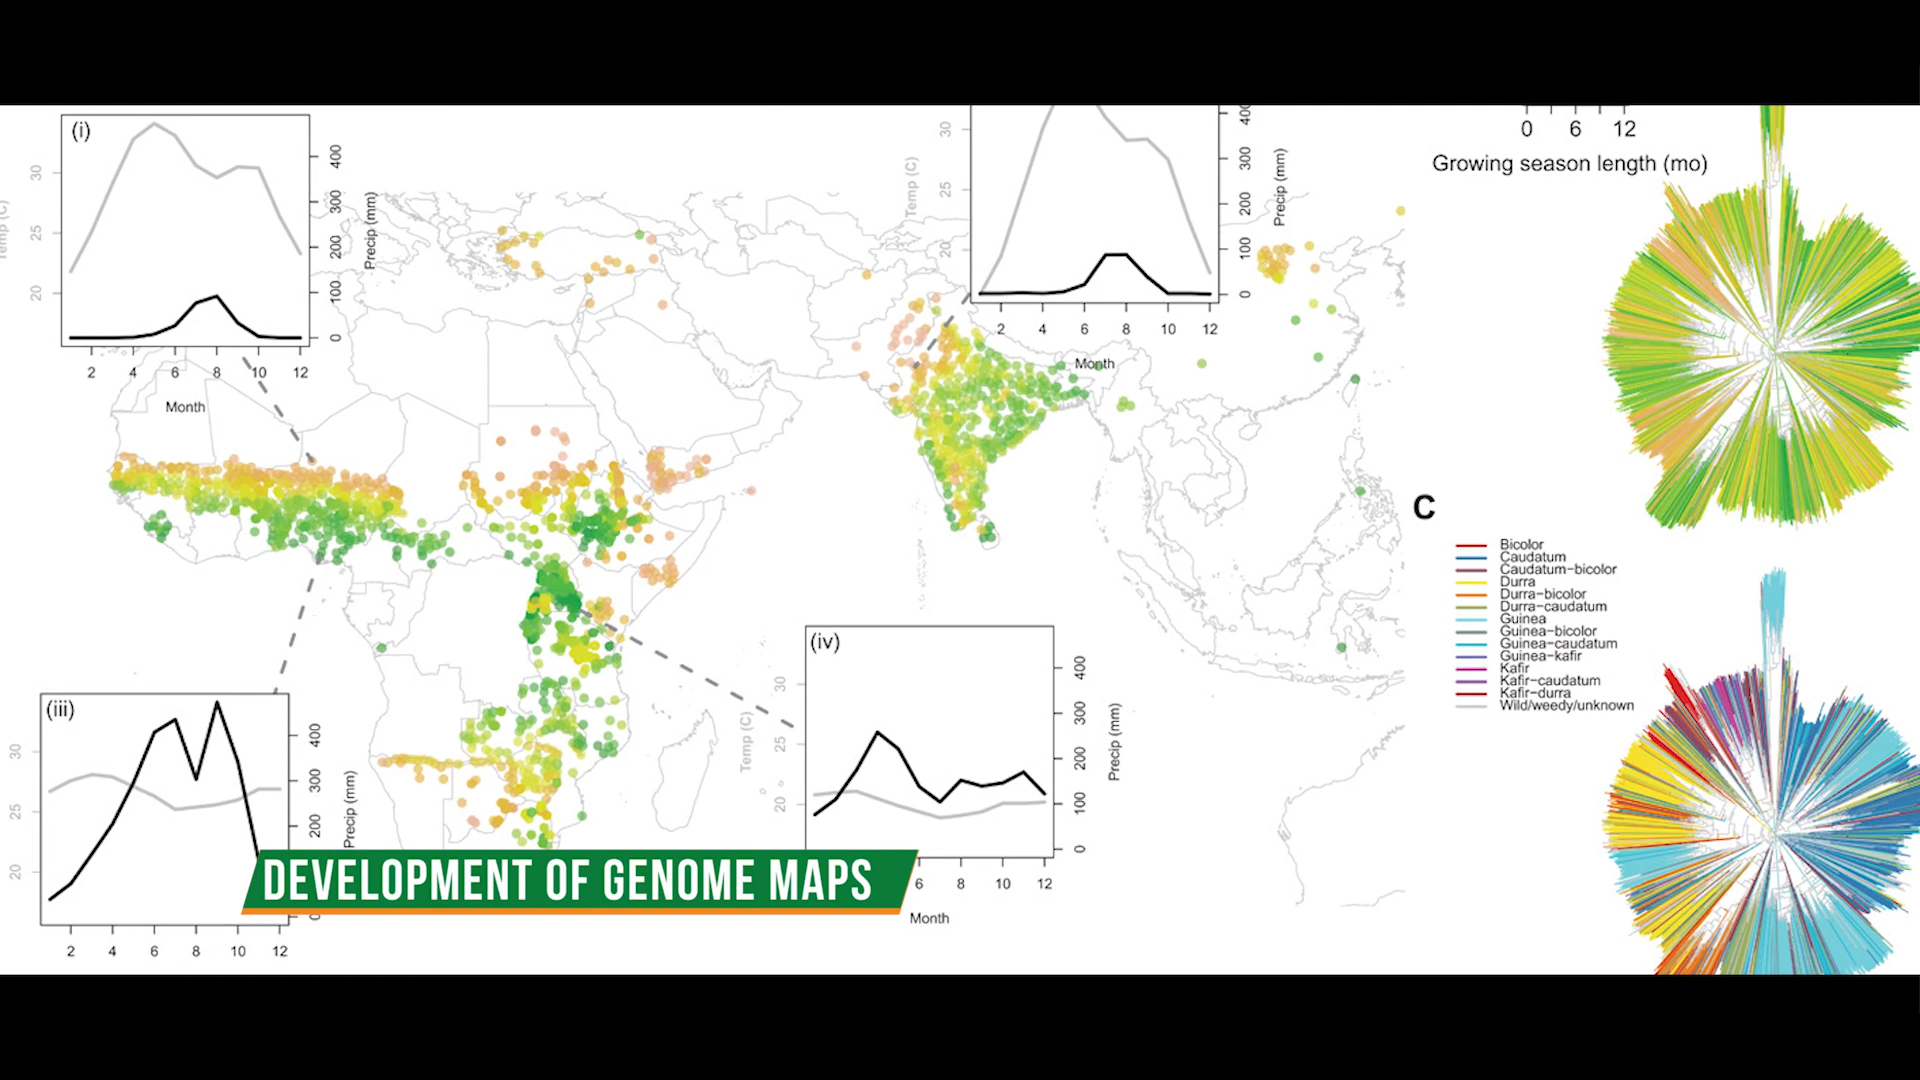 (i)
30
25
20
Temp (C)
400
300
200
100
0
Precip (mm)
2 4 6 8 10 12
Month
30
25
20
Temp (C)
400
300
200
100
0
Precip (mm)
2 4 6 8 10 12
Month
0 6 12
Growing season length (mo)
C
Bicolor
Caudatum
Caudatum-bicolor
Durra
Durra-bicolor
Durra-caudatum
Guinea
Guinea-bicolor
Guinea-caudatum
Guinea-kafir
Kafir
Kafir-caudatum
Kafir-durra
Wild/weedy/unknown
(iii)
30
25
20
400
300
200
0
Precip (mm)
2 4 6 8 10 12
(iv)
30
25
20
Temp (C)
400
300
200
100
0
Precip (mm)
6 8 10 12
Month
DEVELOPMENT OF GENOME MAPS